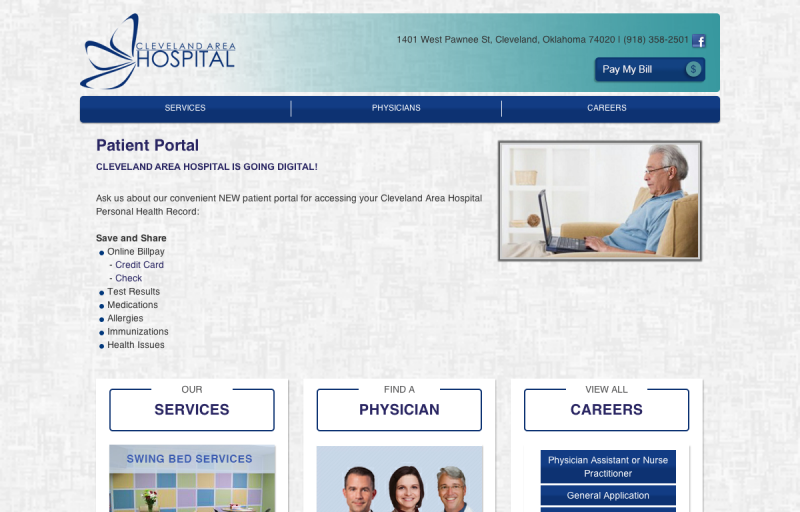 CLEVELAND AREA
HOSPITAL
1401 West Pawnee St, Cleveland, Oklahoma 74020 | (918) 358-2501
f
Pay My Bill $
SERVICES
PHYSICIANS
CAREERS
Patient Portal
CLEVELAND AREA HOSPITAL IS GOING DIGITAL!
Ask us about our convenient NEW patient portal for accessing your Cleveland Area Hospital
Personal Health Record:
Save and Share
Online Billpay
- Credit Card
- Check
Test Results
Medications
Allergies
Immunizations
Health Issues
OUR
SERVICES
SWING BED SERVICES
FIND A
PHYSICIAN
VIEW ALL
CAREERS
Physician Assistant or Nurse
Practitioner
General Application